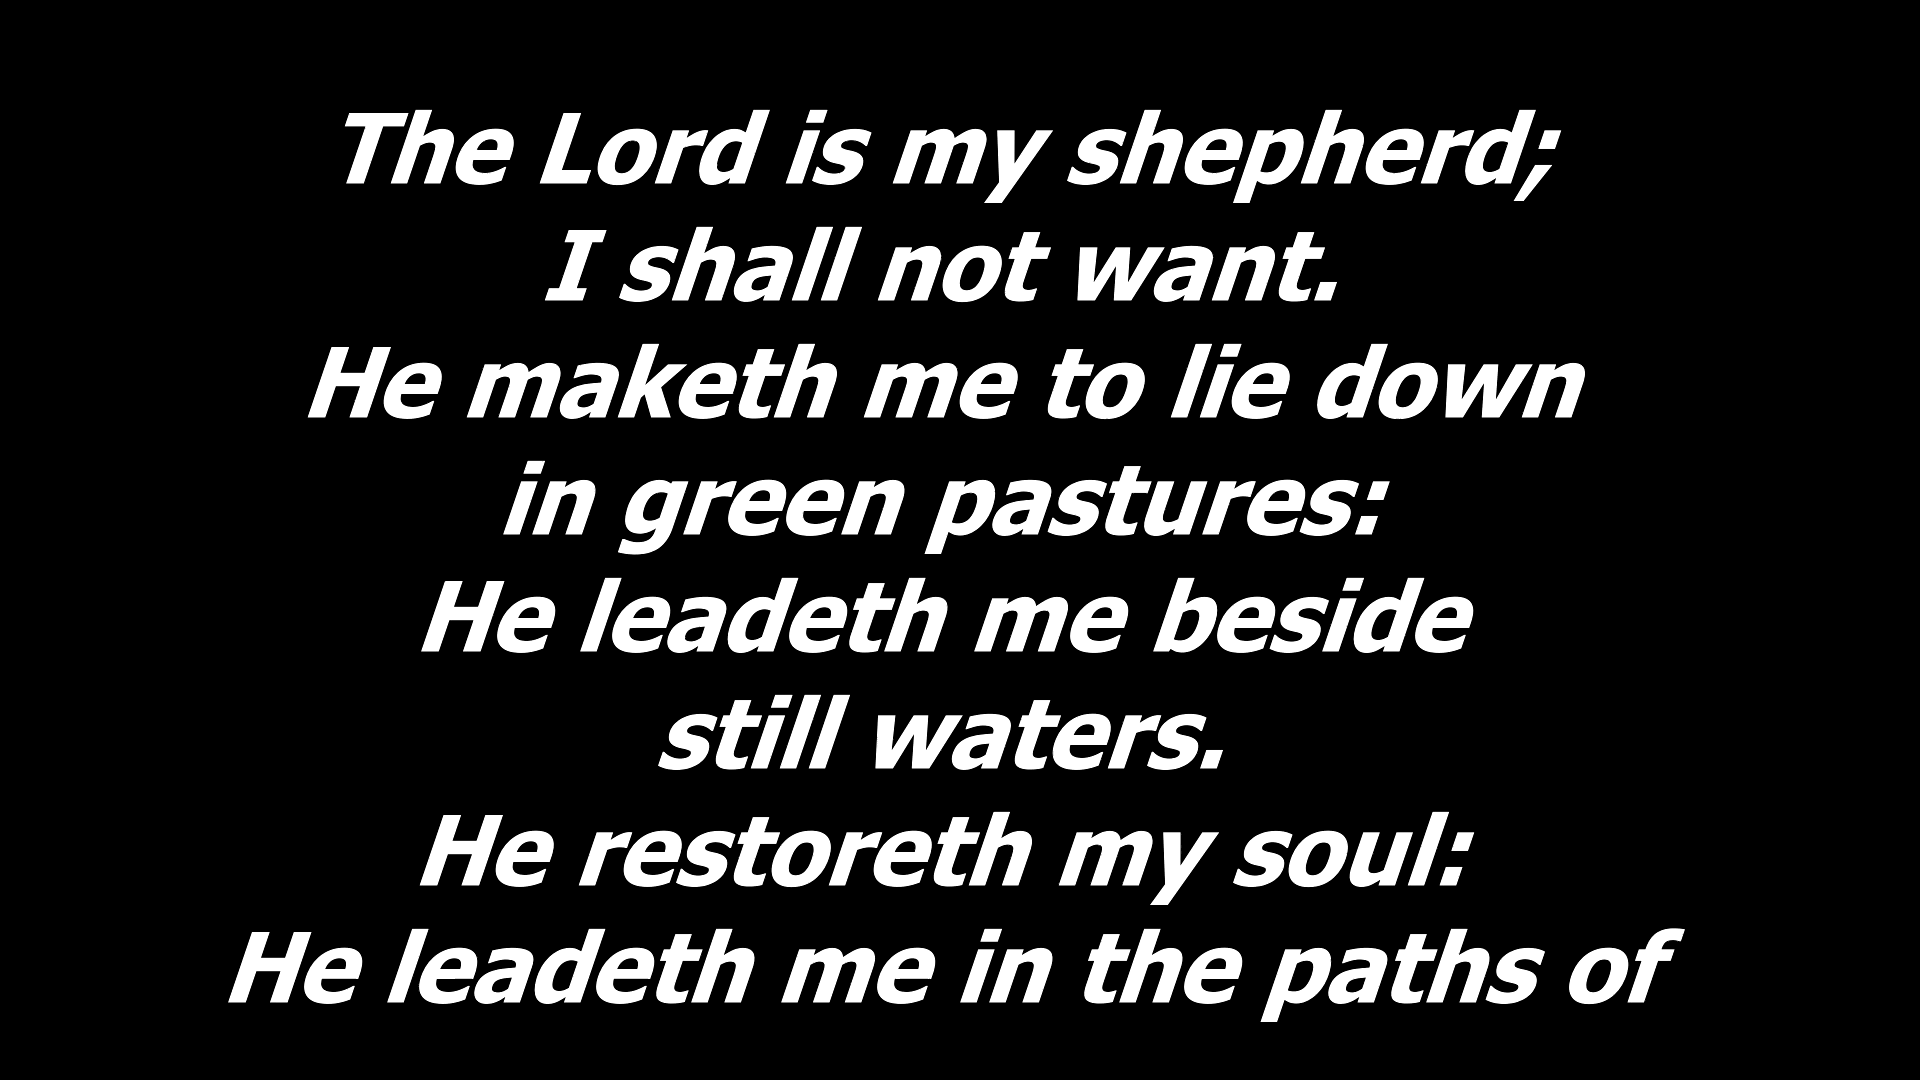 The Lord is my shepherd;
I shall not want.
He maketh me to lie down
in green pastures:
He leadeth me beside
still waters.
He restoreth my soul:
He leadeth me in the paths of